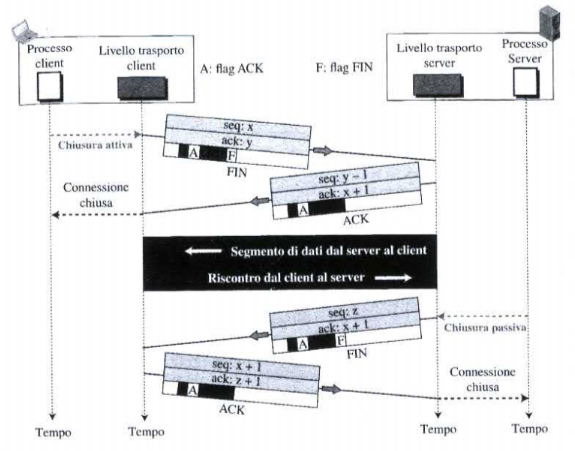 Processo
client
Livello trasporto
client
A: flag ACK
F: flag FIN
Livello trasporto
server
Processo
Server
Chiusura attiva
seq: x
ack: y
A
F
FIN
Connessione
chiusa
seq: y – 1
ack: x + 1
A
ACK
Segmento di dati dal server al client
Riscontro dal client al server
seq: z
ack: x + 1
A
F
FIN
Chiusura passiva
seq: x + 1
ack: z + 1
A
ACK
Connessione
chiusa
Tempo
Tempo
Tempo
Tempo